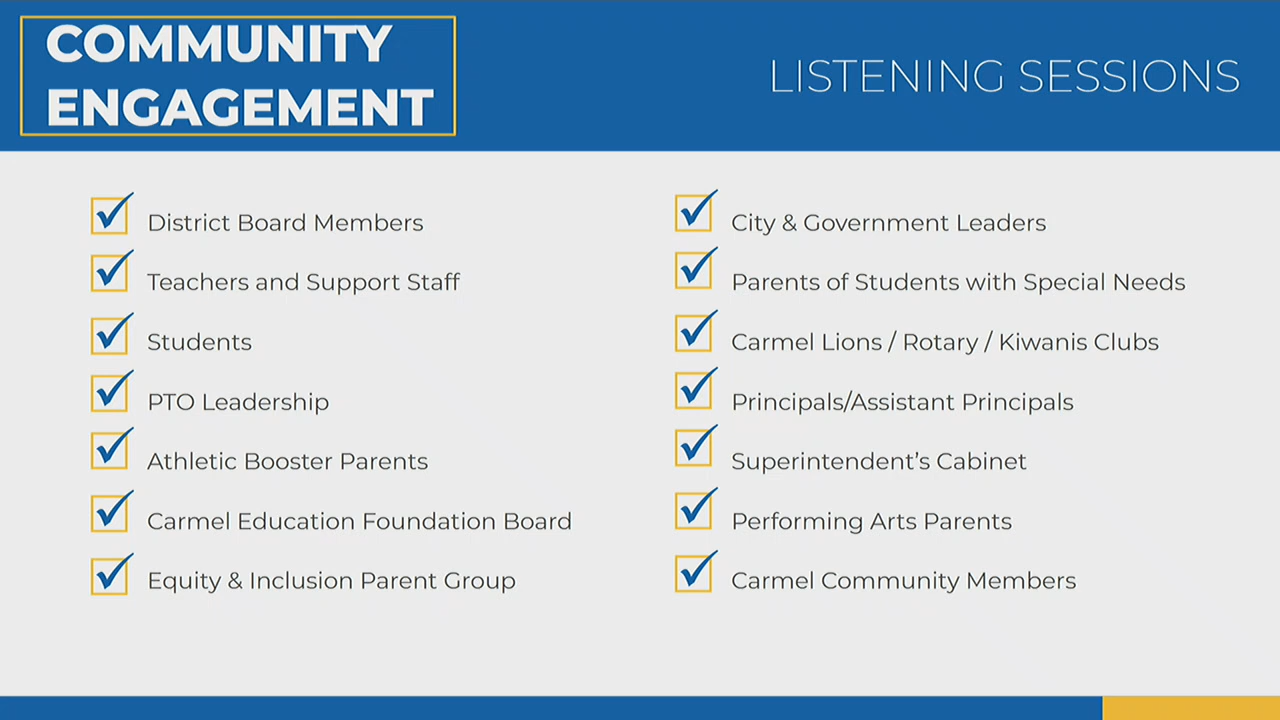 COMMUNITY
ENGAGEMENT
LISTENING SESSIONS
District Board Members
Teachers and Support Staff
Students
PTO Leadership
Athletic Booster Parents
Carmel Education Foundation Board
Equity & Inclusion Parent Group
City & Government Leaders
Parents of Students with Special Needs
Carmel Lions / Rotary / Kiwanis Clubs
Principals/Assistant Principals
Superintendent’s Cabinet
Performing Arts Parents
Carmel Community Members